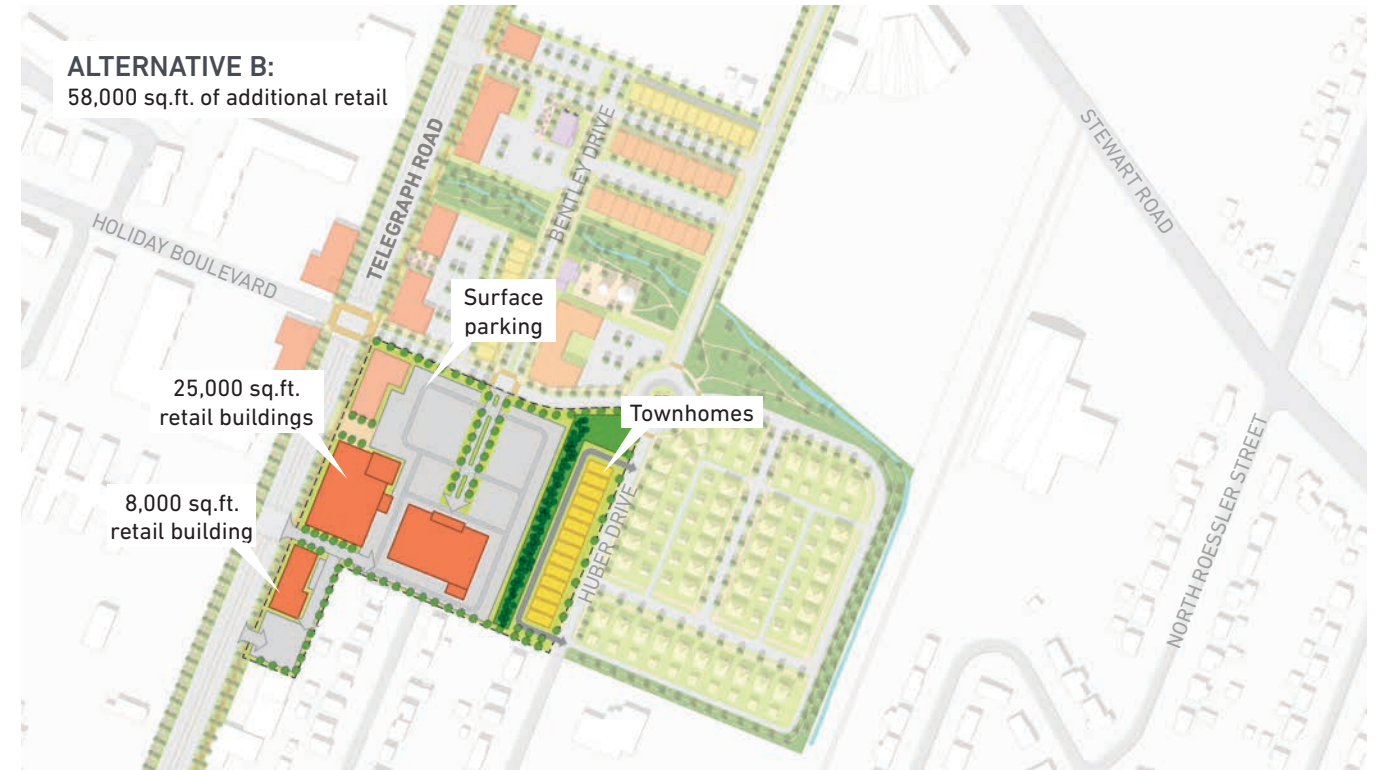 ALTERNATIVE B:
58,000 sq.ft. of additional retail
TELEGRAPH ROAD
BENTLEY DRIVE
STEWART ROAD
HOLIDAY BOULEVARD
Surface
parking
25,000 sq.ft.
retail buildings
Townhomes
8,000 sq.ft.
retail building
HUBER DRIVE
NORTH ROESSLER STREET